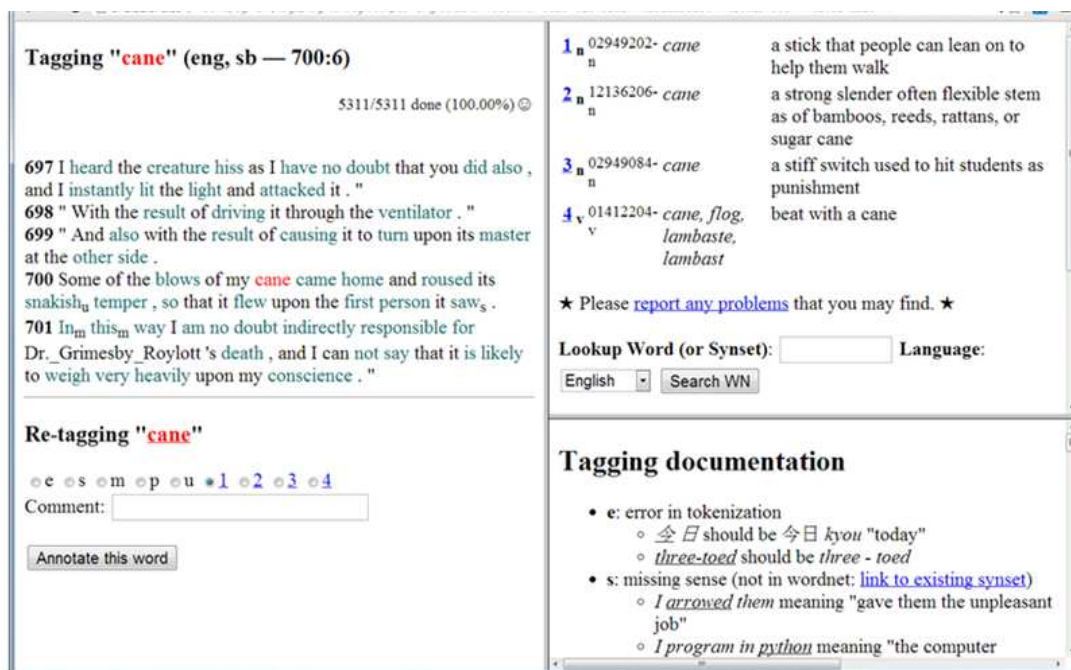 Tagging "cane" (eng, sb — 700:6)
5311/5311 done (100.00%)☺
697 I heard the creature hiss as I have no doubt that you did also ,
and I instantly lit the light and attacked it . "
698 " With the result of driving it through the ventilator . "
699 " And also with the result of causing it to turn upon its master
at the other side .
700 Some of the blows of my cane came home and roused its
snakishu temper , so that it flew upon the first person it saws .
701 Inm thism way I am no doubt indirectly responsible for
Dr._Grimesby_Roylott 's death , and I can not say that it is likely
to weigh very heavily upon my conscience . "
Re-tagging "cane"
e s m p u 1 2 3 4
Comment:
Annotate this word
1 n 02949202- cane a stick that people can lean on to
n help them walk
2 n 12136206- cane a strong slender often flexible stem
n as of bamboos, reeds, rattans, or
sugar cane
3 n 02949084- cane a stiff switch used to hit students as
n punishment
4 v 01412204- cane, flog, beat with a cane
v lambaste,
lambast
★ Please report any problems that you may find. ★
Lookup Word (or Synset): Language:
English Search WN
Tagging documentation
• e: error in tokenization
○ 今 日 should be 今日 kyou "today"
○ three-toed should be three - toed
• s: missing sense (not in wordnet: link to existing synset)
○ I arrowed them meaning "gave them the unpleasant
job"
○ I program in python meaning "the computer